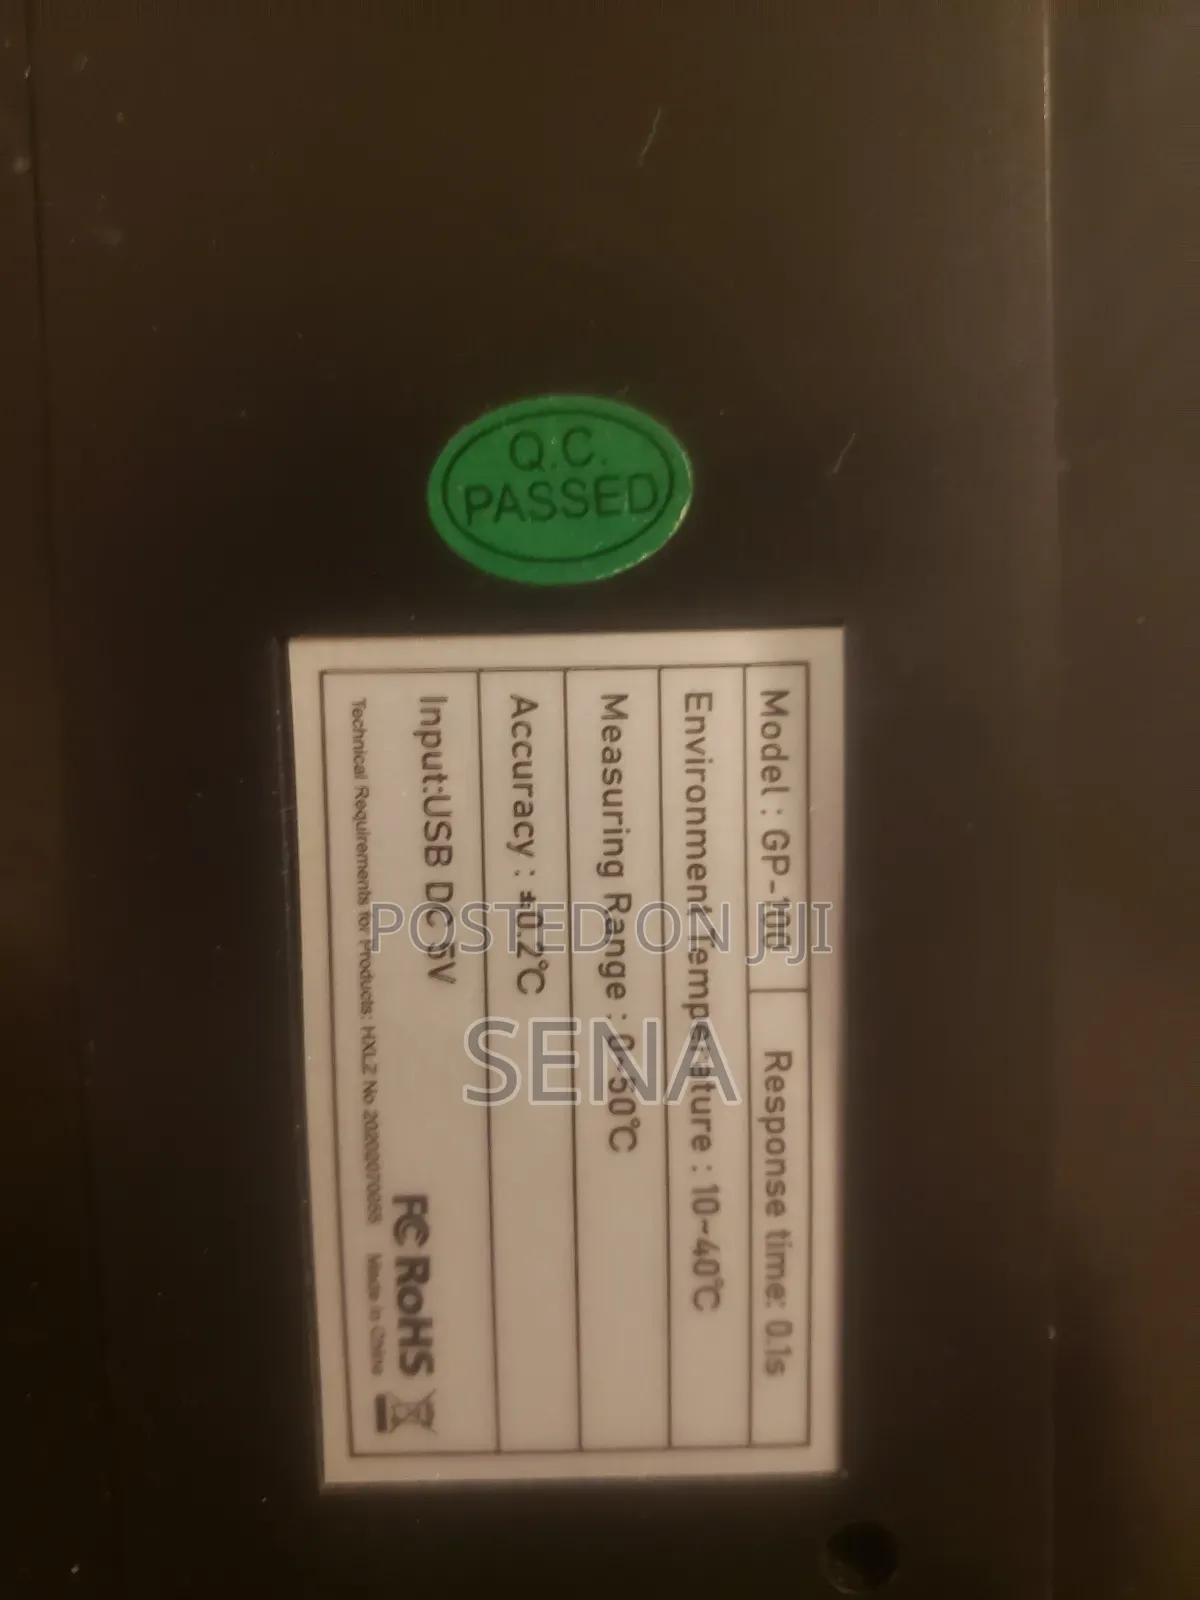 Q.C.
PASSED
Model : GP-100
Response time: 0.1s
Environment Temperature : 10~40℃
Measuring Range : 0~50℃
Accuracy : ±0.2℃
Input:USB DC 5V
FC RoHS
Technical Requirements for Products: HXLZ No Made in China
POSTED ON JIJI
SENA